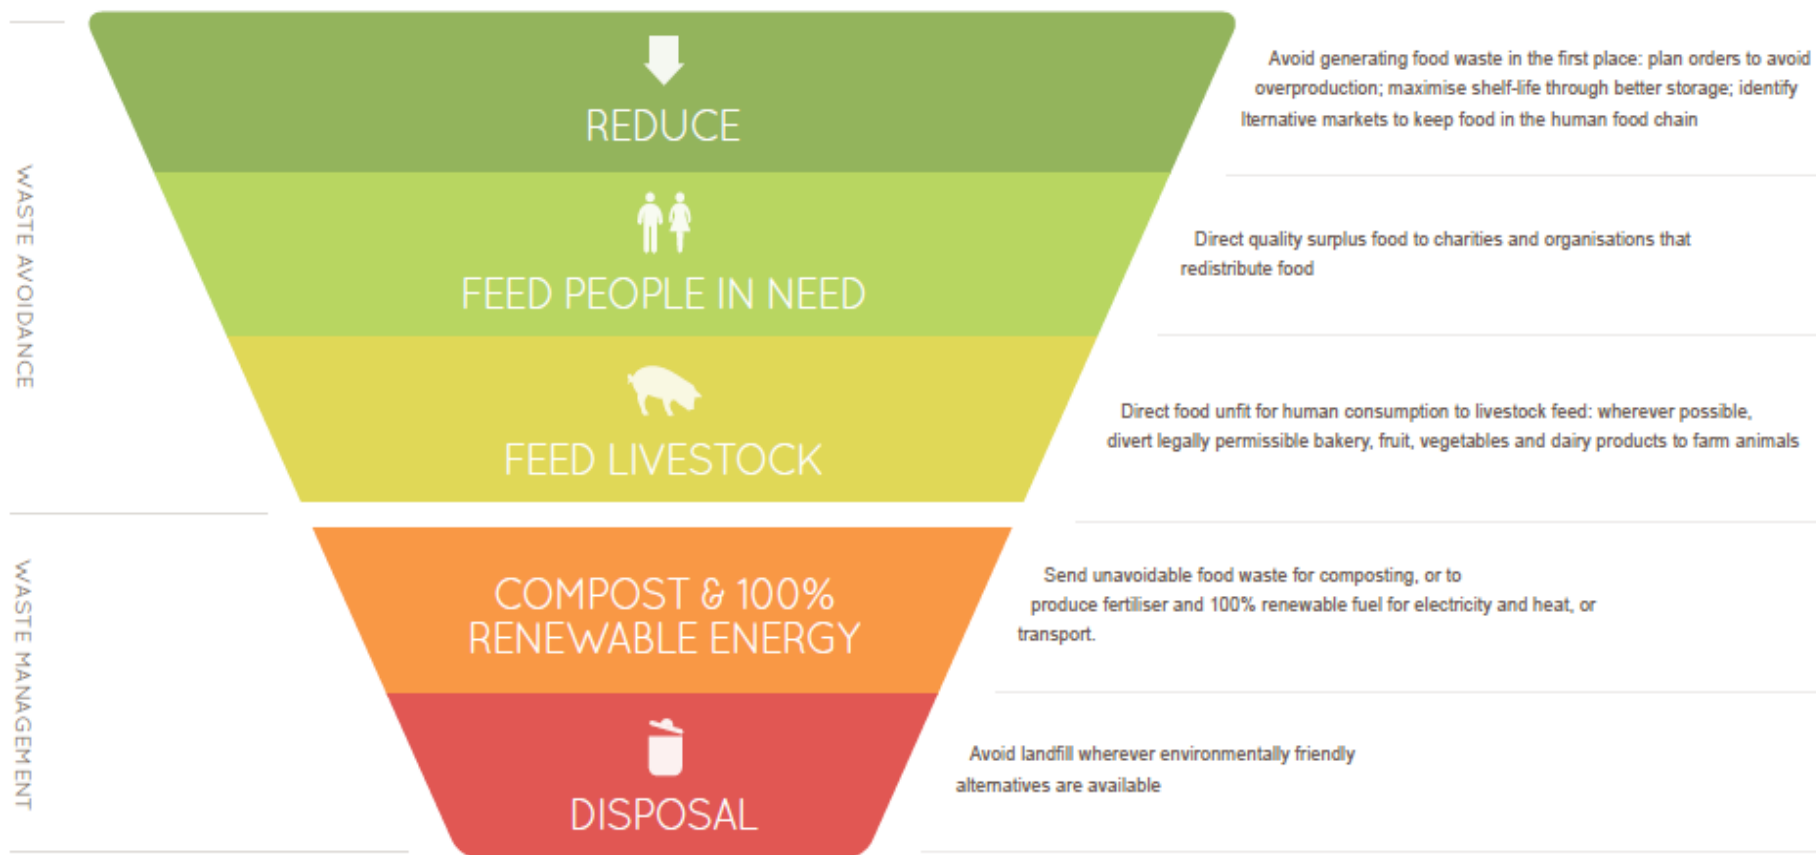 WASTE AVOIDANCE
REDUCE
Avoid generating food waste in the first place: plan orders to avoid
overproduction; maximise shelf-life through better storage; identify
lternative markets to keep food in the human food chain
FEED PEOPLE IN NEED
Direct quality surplus food to charities and organisations that
redistribute food
FEED LIVESTOCK
Direct food unfit for human consumption to livestock feed: wherever possible,
divert legally permissible bakery, fruit, vegetables and dairy products to farm animals
WASTE MANAGEMENT
COMPOST & 100%
RENEWABLE ENERGY
Send unavoidable food waste for composting, or to
produce fertiliser and 100% renewable fuel for electricity and heat, or
transport.
DISPOSAL
Avoid landfill wherever environmentally friendly
alternatives are available